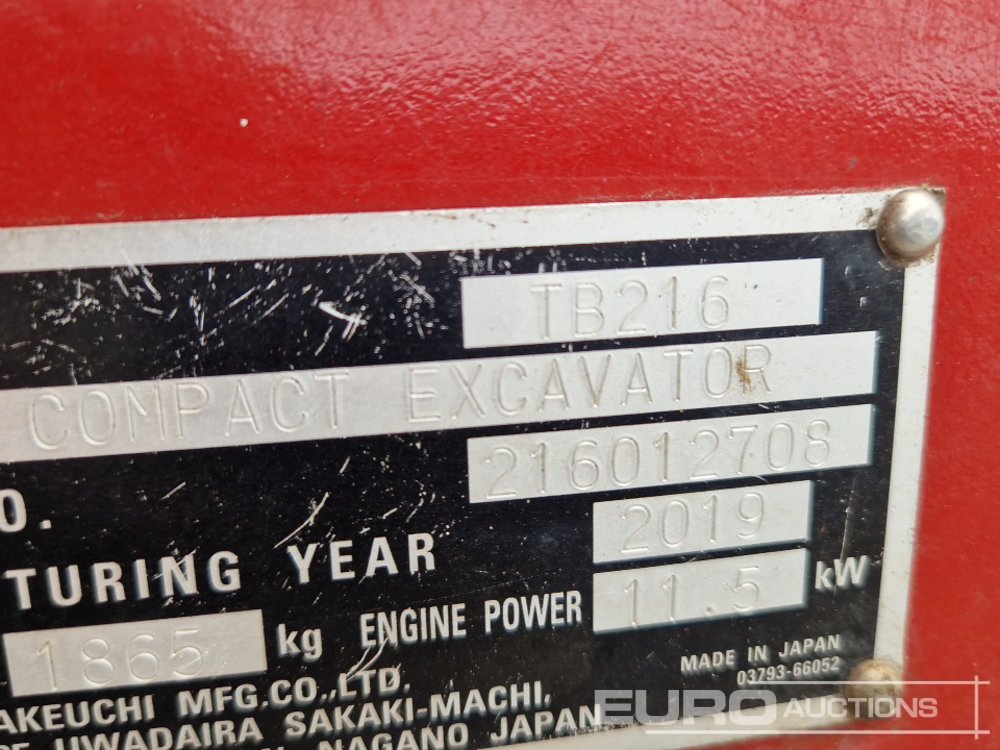 TB216
COMPACT EXCAVATOR
O. 216012708
TURING YEAR 2019
1865 kg ENGINE POWER 11.5 kW
MADE IN JAPAN
03793-66052
AKEUCHI MFG.CO.,LTD.
UWADAIRA SAKAKI-MACHI,
NAGANO JAPAN
EURO AUCTIONS